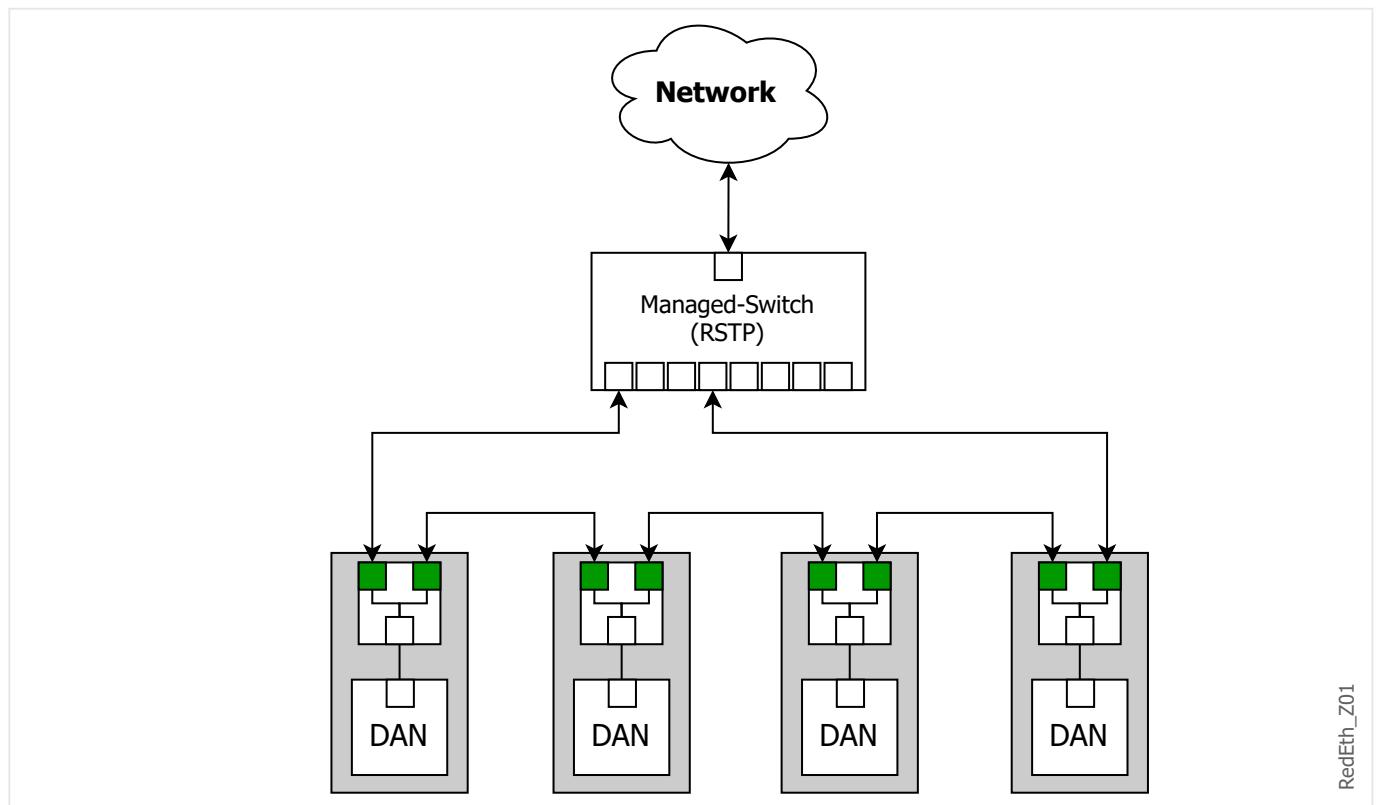 Network
Managed-Switch
(RSTP)
DAN
DAN
DAN
DAN
RedEth_Z01